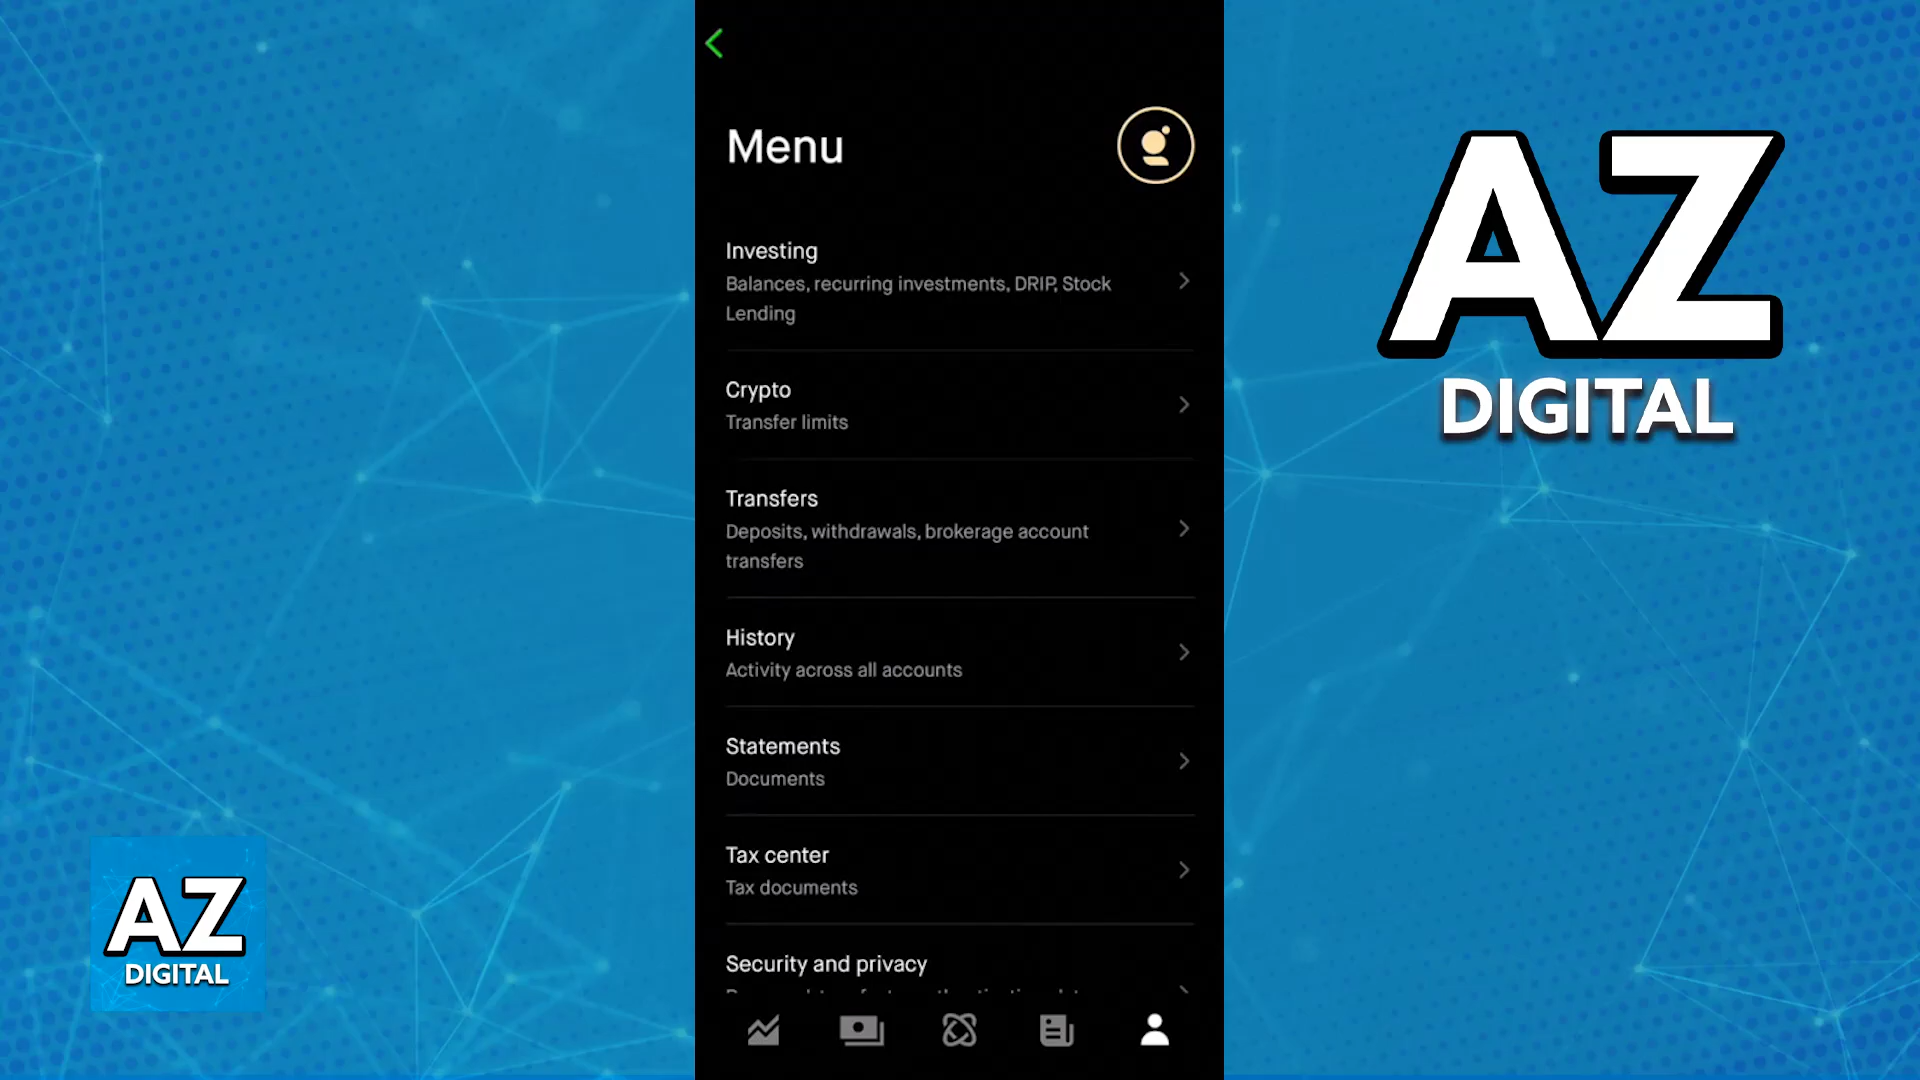 Menu
Investing
Balances, recurring investments, DRIP, Stock
Lending
Crypto
Transfer limits
Transfers
Deposits, withdrawals, brokerage account
transfers
History
Activity across all accounts
Statements
Documents
Tax center
Tax documents
Security and privacy
AZ
DIGITAL
AZ
DIGITAL